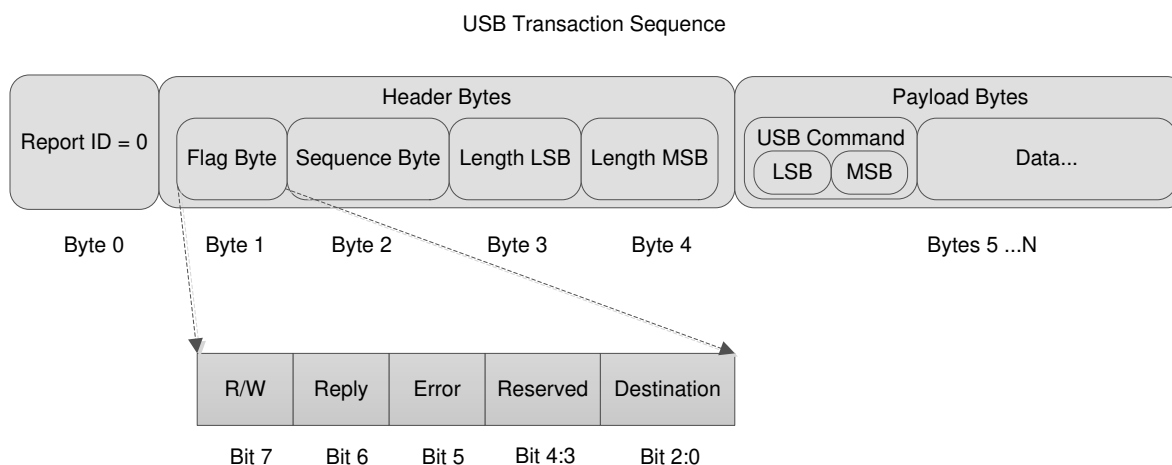 USB Transaction Sequence
Header Bytes
Payload Bytes
Report ID = 0
Flag Byte
Sequence Byte
Length LSB
Length MSB
USB Command
LSB
MSB
Data...
Byte 0
Byte 1
Byte 2
Byte 3
Byte 4
Bytes 5 ...N
R/W
Reply
Error
Reserved
Destination
Bit 7
Bit 6
Bit 5
Bit 4:3
Bit 2:0